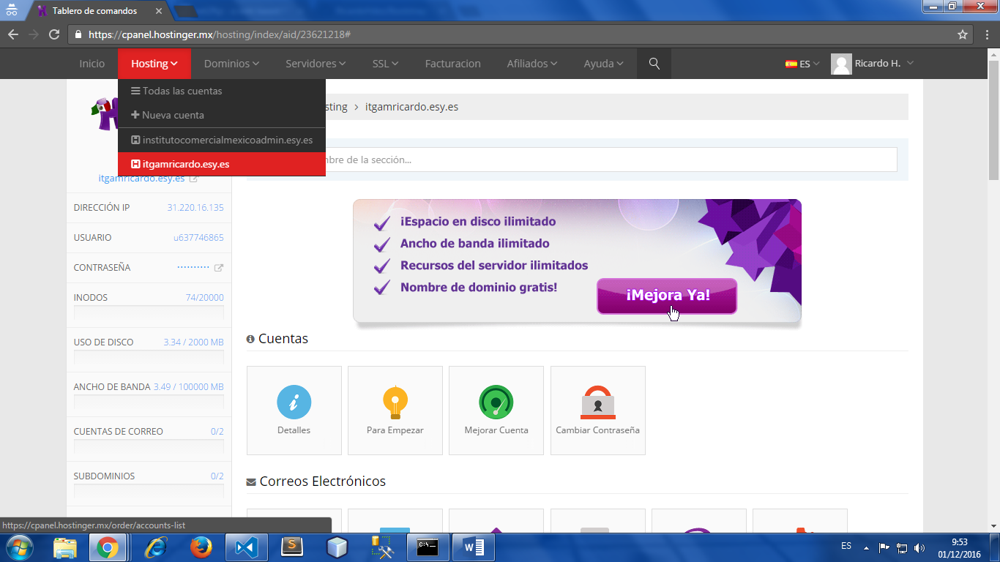 Tablero de comandos
https://cpanel.hostinger.mx/hosting/index/aid/23621218#
Inicio
Hosting
Dominios
Servidores
SSL
Facturacion
Afiliados
Ayuda
ES
Ricardo H.
Todas las cuentas
Nueva cuenta
institutocomercialmexicoadmin.esy.es
itgamricardo.esy.es
sting > itgamricardo.esy.es
mbre de la sección...
itgamricardo.esy.es
DIRECCIÓN IP 31.220.16.135
USUARIO u637746865
CONTRASEÑA ··········
INODOS 74/20000
USO DE DISCO 3.34 / 2000 MB
ANCHO DE BANDA 3.49 / 100000 MB
CUENTAS DE CORREO 0/2
SUBDOMINIOS 0/2
¡Espacio en disco ilimitado
Ancho de banda ilimitado
Recursos del servidor ilimitados
Nombre de dominio gratis!
¡Mejora Ya!
Cuentas
Detalles
Para Empezar
Mejorar Cuenta
Cambiar Contraseña
Correos Electrónicos
https://cpanel.hostinger.mx/order/accounts-list
ES
9:53
01/12/2016